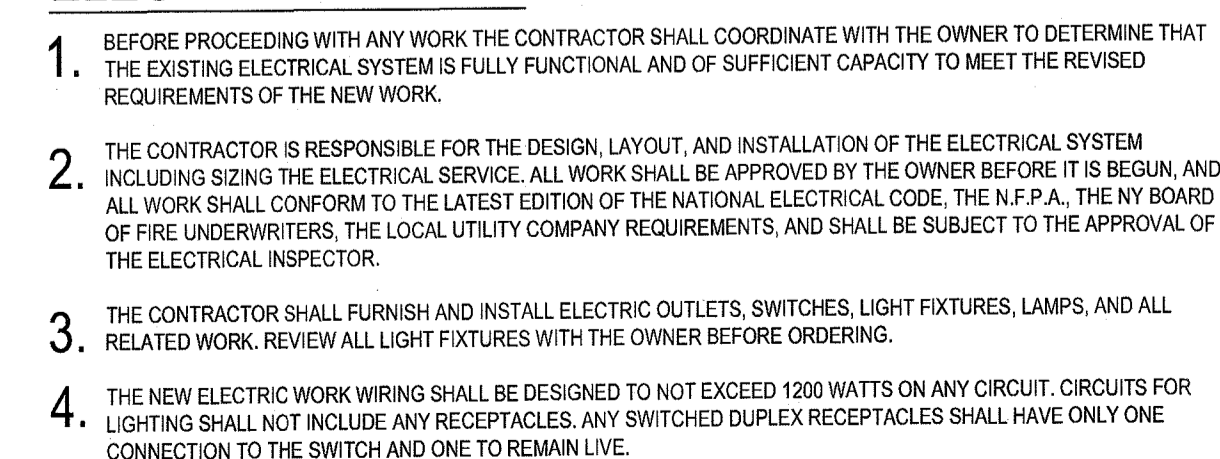 1. BEFORE PROCEEDING WITH ANY WORK THE CONTRACTOR SHALL COORDINATE WITH THE OWNER TO DETERMINE THAT
THE EXISTING ELECTRICAL SYSTEM IS FULLY FUNCTIONAL AND OF SUFFICIENT CAPACITY TO MEET THE REVISED
REQUIREMENTS OF THE NEW WORK.
2. THE CONTRACTOR IS RESPONSIBLE FOR THE DESIGN, LAYOUT, AND INSTALLATION OF THE ELECTRICAL SYSTEM
INCLUDING SIZING THE ELECTRICAL SERVICE. ALL WORK SHALL BE APPROVED BY THE OWNER BEFORE IT IS BEGUN, AND
ALL WORK SHALL CONFORM TO THE LATEST EDITION OF THE NATIONAL ELECTRICAL CODE, THE N.F.P.A., THE NY BOARD
OF FIRE UNDERWRITERS, THE LOCAL UTILITY COMPANY REQUIREMENTS, AND SHALL BE SUBJECT TO THE APPROVAL OF
THE ELECTRICAL INSPECTOR.
3. THE CONTRACTOR SHALL FURNISH AND INSTALL ELECTRIC OUTLETS, SWITCHES, LIGHT FIXTURES, LAMPS, AND ALL
RELATED WORK. REVIEW ALL LIGHT FIXTURES WITH THE OWNER BEFORE ORDERING.
4. THE NEW ELECTRIC WORK WIRING SHALL BE DESIGNED TO NOT EXCEED 1200 WATTS ON ANY CIRCUIT. CIRCUITS FOR
LIGHTING SHALL NOT INCLUDE ANY RECEPTACLES. ANY SWITCHED DUPLEX RECEPTACLES SHALL HAVE ONLY ONE
CONNECTION TO THE SWITCH AND ONE TO REMAIN LIVE.